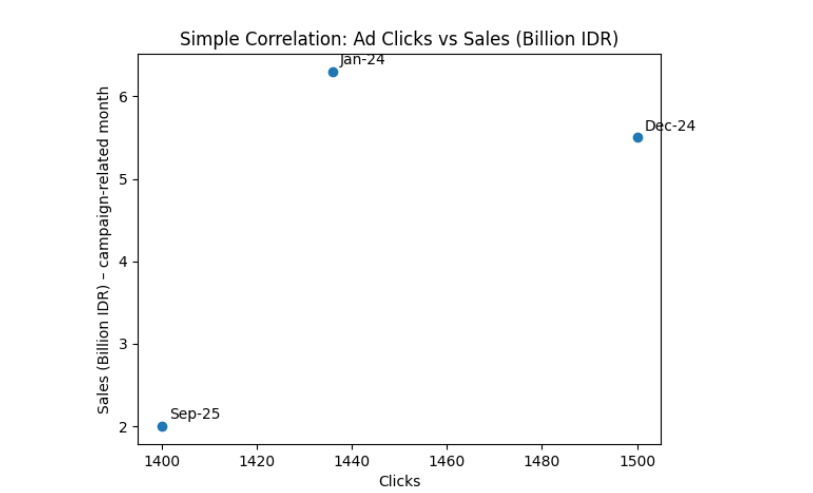 Simple Correlation: Ad Clicks vs Sales (Billion IDR)
Sales (Billion IDR) – campaign-related month
6
5
4
3
2
Jan-24
Dec-24
Sep-25
1400 1420 1440 1460 1480 1500
Clicks